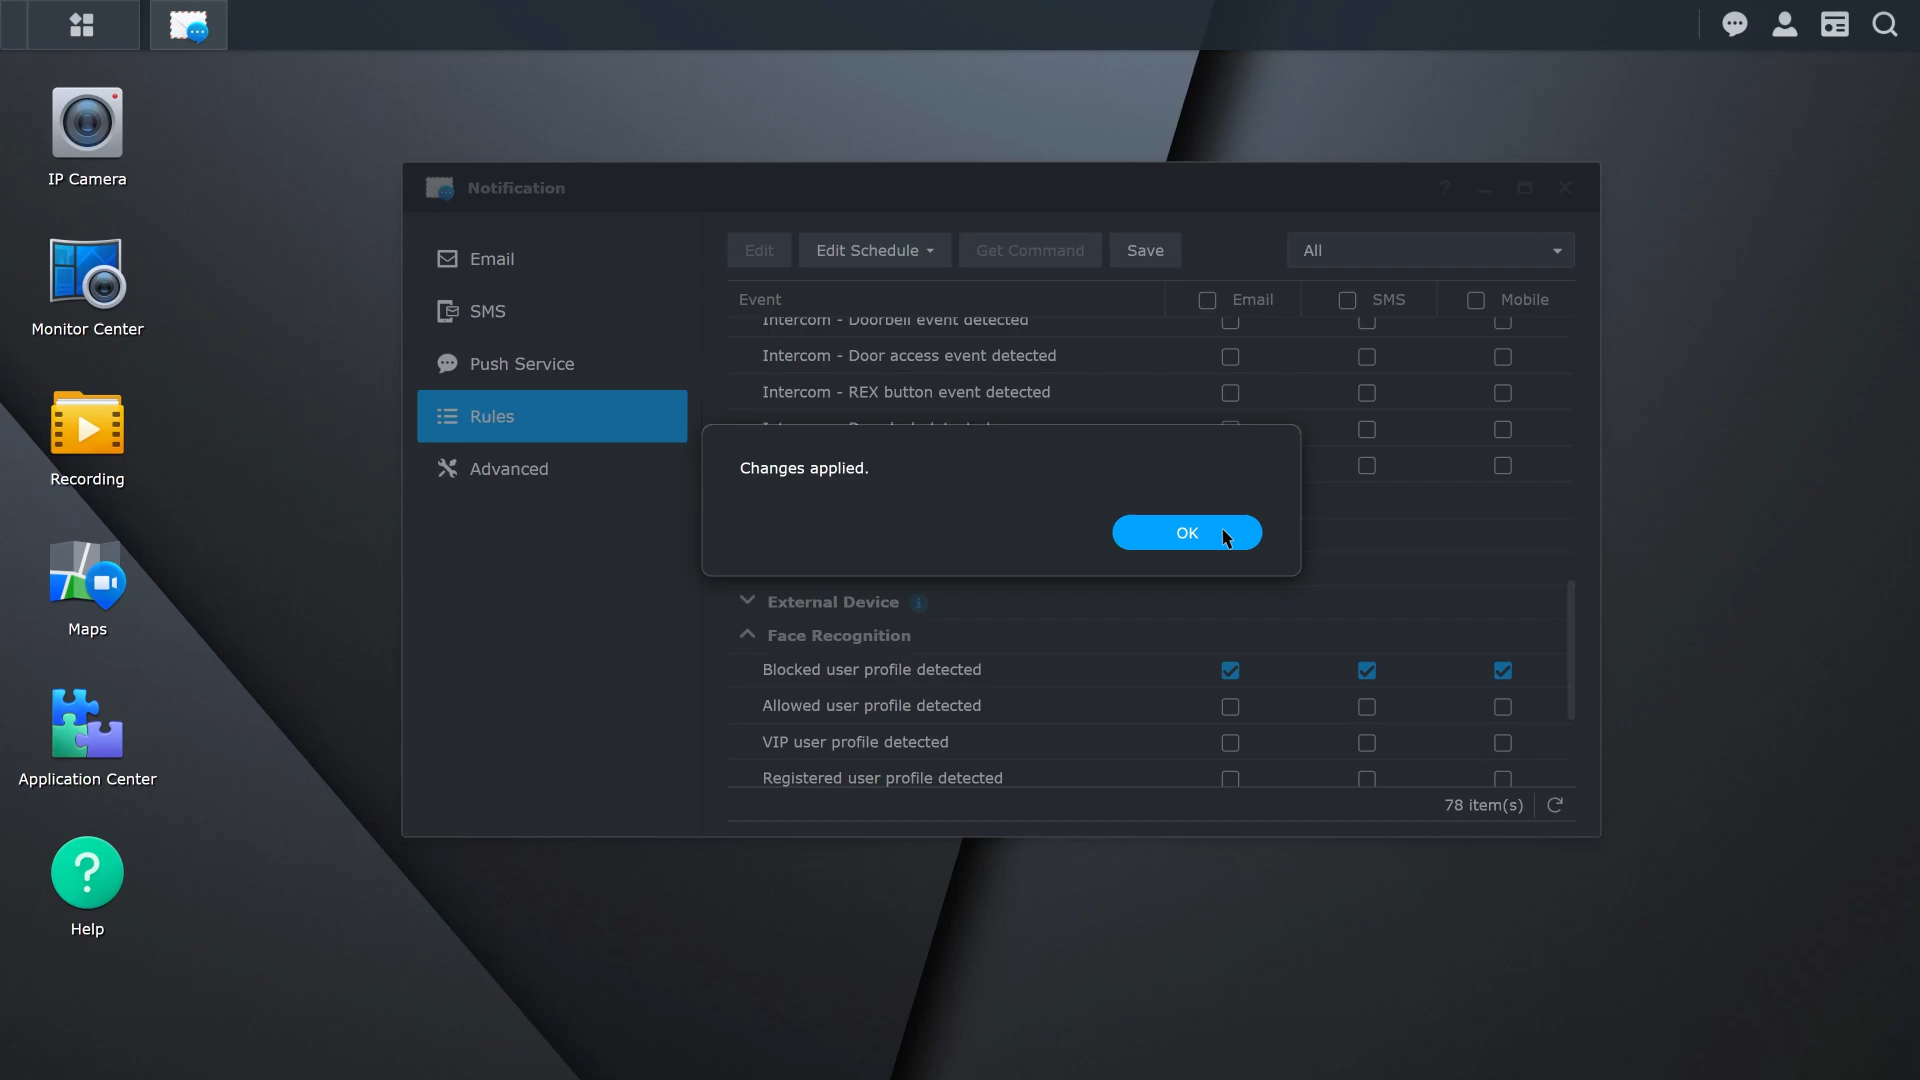 IP Camera
Monitor Center
Recording
Maps
Application Center
Help
Notification
Email
SMS
Push Service
Rules
Advanced
Edit
Edit Schedule
Get Command
Save
All
Event Email SMS Mobile
Intercom - Doorbell event detected
Intercom - Door access event detected
Intercom - REX button event detected
Changes applied.
OK
External Device
Face Recognition
Blocked user profile detected
Allowed user profile detected
VIP user profile detected
Registered user profile detected
78 item(s)